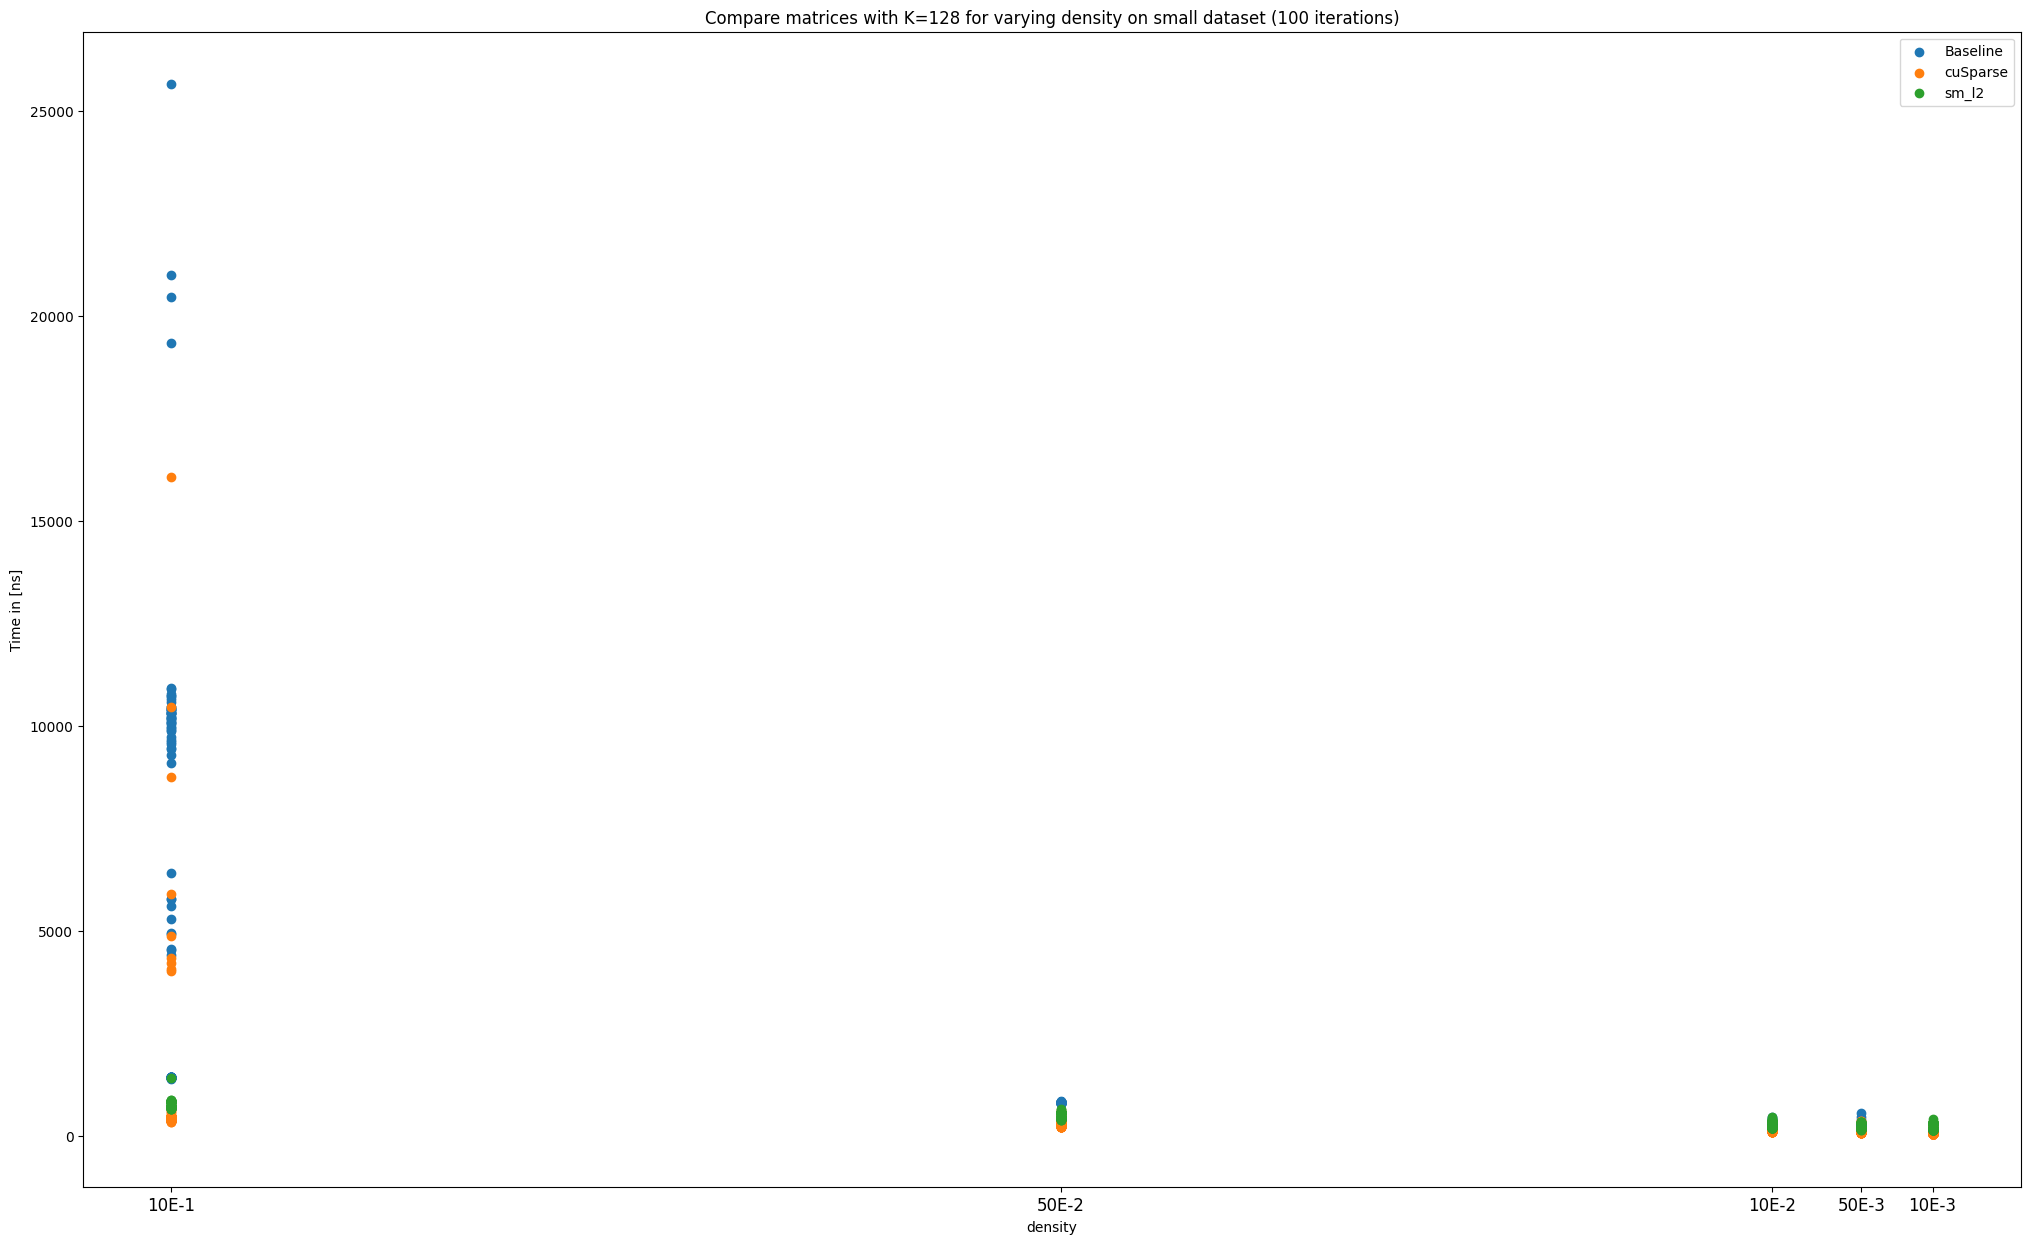 Compare matrices with K=128 for varying density on small dataset (100 iterations)
Baseline
cuSparse
sm_l2
25000
20000
15000
10000
5000
0
Time in [ns]
10E-1
50E-2
10E-2
50E-3
10E-3
density